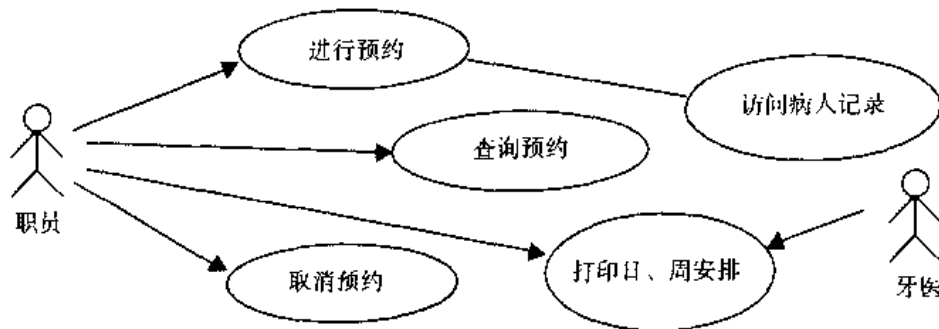 进行预约
访问病人记录
查询预约
职员
取消预约
打印日、周安排
牙医